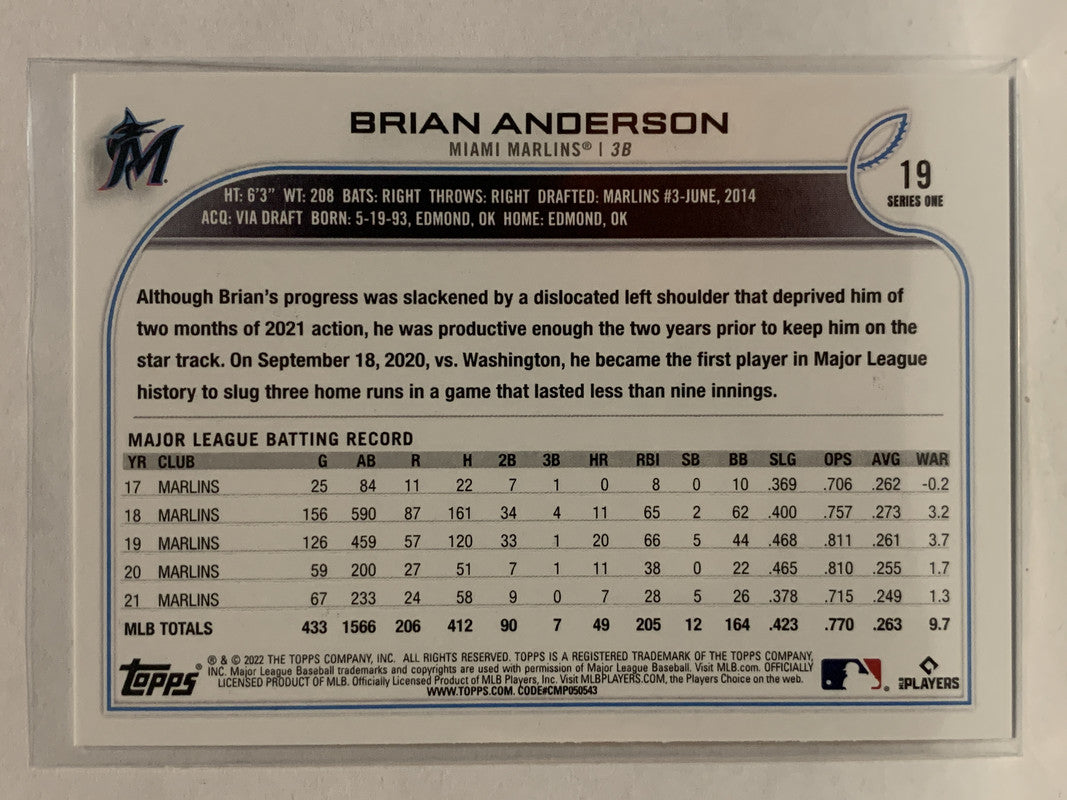 M
BRIAN ANDERSON
MIAMI MARLINS® | 3B
19
SERIES ONE
HT: 6'3" WT: 208 BATS: RIGHT THROWS: RIGHT DRAFTED: MARLINS #3-JUNE, 2014
ACQ: VIA DRAFT BORN: 5-19-93, EDMOND, OK HOME: EDMOND, OK
Although Brian's progress was slackened by a dislocated left shoulder that deprived him of
two months of 2021 action, he was productive enough the two years prior to keep him on the
star track. On September 18, 2020, vs. Washington, he became the first player in Major League
history to slug three home runs in a game that lasted less than nine innings.
MAJOR LEAGUE BATTING RECORD
YR CLUB G AB R H 2B 3B HR RBI SB BB SLG OPS AVG WAR
17 MARLINS 25 84 11 22 7 1 0 8 0 10 .369 .706 .262 -0.2
18 MARLINS 156 590 87 161 34 4 11 65 2 62 .400 .757 .273 3.2
19 MARLINS 126 459 57 120 33 1 20 66 5 44 .468 .811 .261 3.7
20 MARLINS 59 200 27 51 7 1 11 38 0 22 .465 .810 .255 1.7
21 MARLINS 67 233 24 58 9 0 7 28 5 26 .378 .715 .249 1.3
MLB TOTALS 433 1566 206 412 90 7 49 205 12 164 .423 .770 .263 9.7
Topps®
® & © 2022 THE TOPPS COMPANY, INC. ALL RIGHTS RESERVED. TOPPS IS A REGISTERED TRADEMARK OF THE TOPPS COMPANY,
INC. Major League Baseball trademarks and copyrights are used with permission of Major League Baseball. Visit MLB.com. OFFICIALLY
LICENSED PRODUCT OF MLB. Officially Licensed Product of MLB Players, Inc. Visit MLBPLAYERS.COM, the Players Choice on the web.
WWW.TOPPS.COM. CODE#CMP050543
MLB PLAYERS